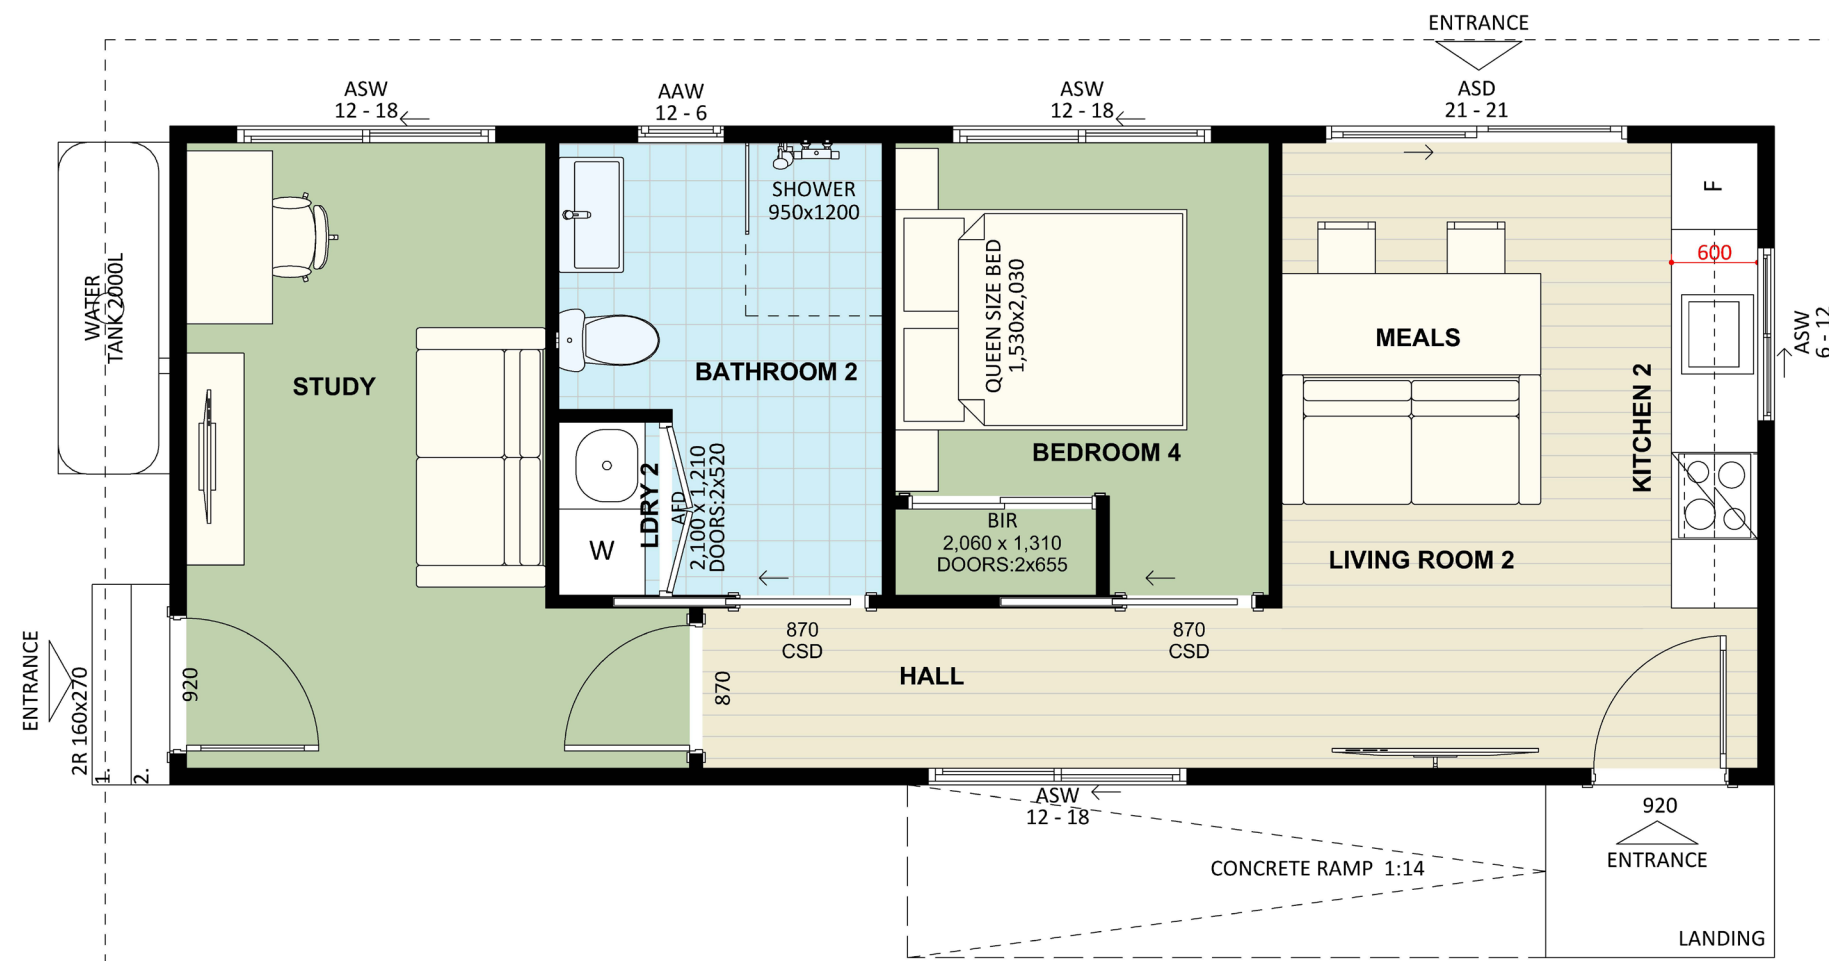 ENTRANCE
ASW
12 - 18
AAW
12 - 6
ASW
12 - 18
ASD
21 - 21
SHOWER
950x1200
F
600
WATER
TANK 2000L
QUEEN SIZE BED
1,530x2,030
ASW
6 - 12
MEALS
STUDY
BATHROOM 2
KITCHEN 2
BEDROOM 4
LDRY 2
AFD
2,100 x 1,210
DOORS:2x520
W
BIR
2,060 x 1,310
DOORS:2x655
LIVING ROOM 2
870
CSD
870
CSD
HALL
ENTRANCE
2R 160x270
1.
2.
920
870
ASW
12 - 18
920
ENTRANCE
CONCRETE RAMP 1:14
LANDING